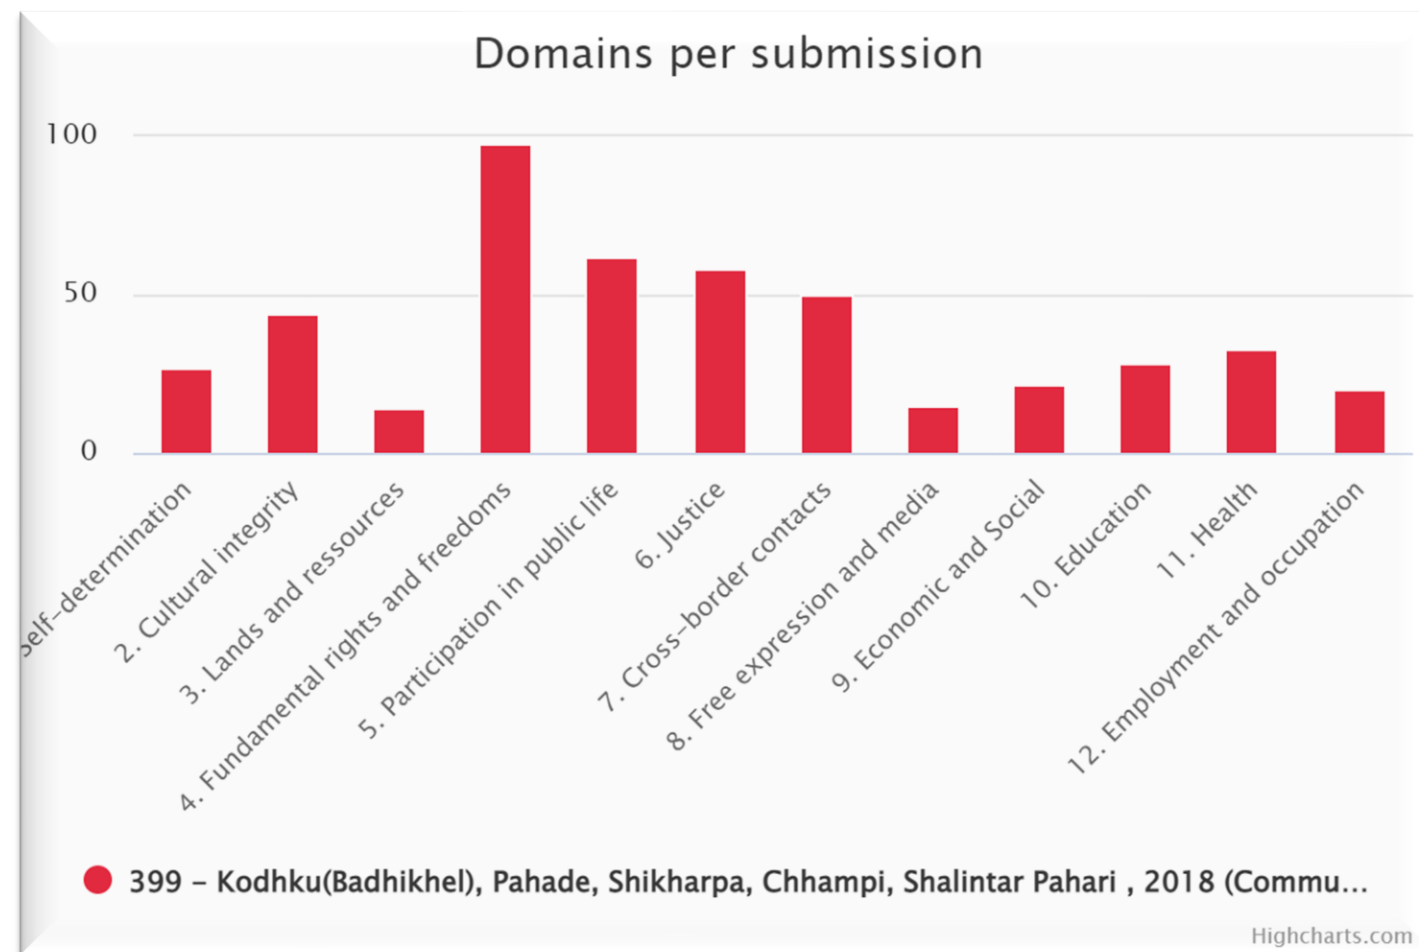 Domains per submission
100
50
0
Self-determination
2. Cultural integrity
3. Lands and ressources
4. Fundamental rights and freedoms
5. Participation in public life
6. Justice
7. Cross-border contacts
8. Free expression and media
9. Economic and Social
10. Education
11. Health
12. Employment and occupation
399 - Kodhku(Badhikhel), Pahade, Shikharpa, Chhampi, Shalintar Pahari , 2018 (Commu...
Highcharts.com